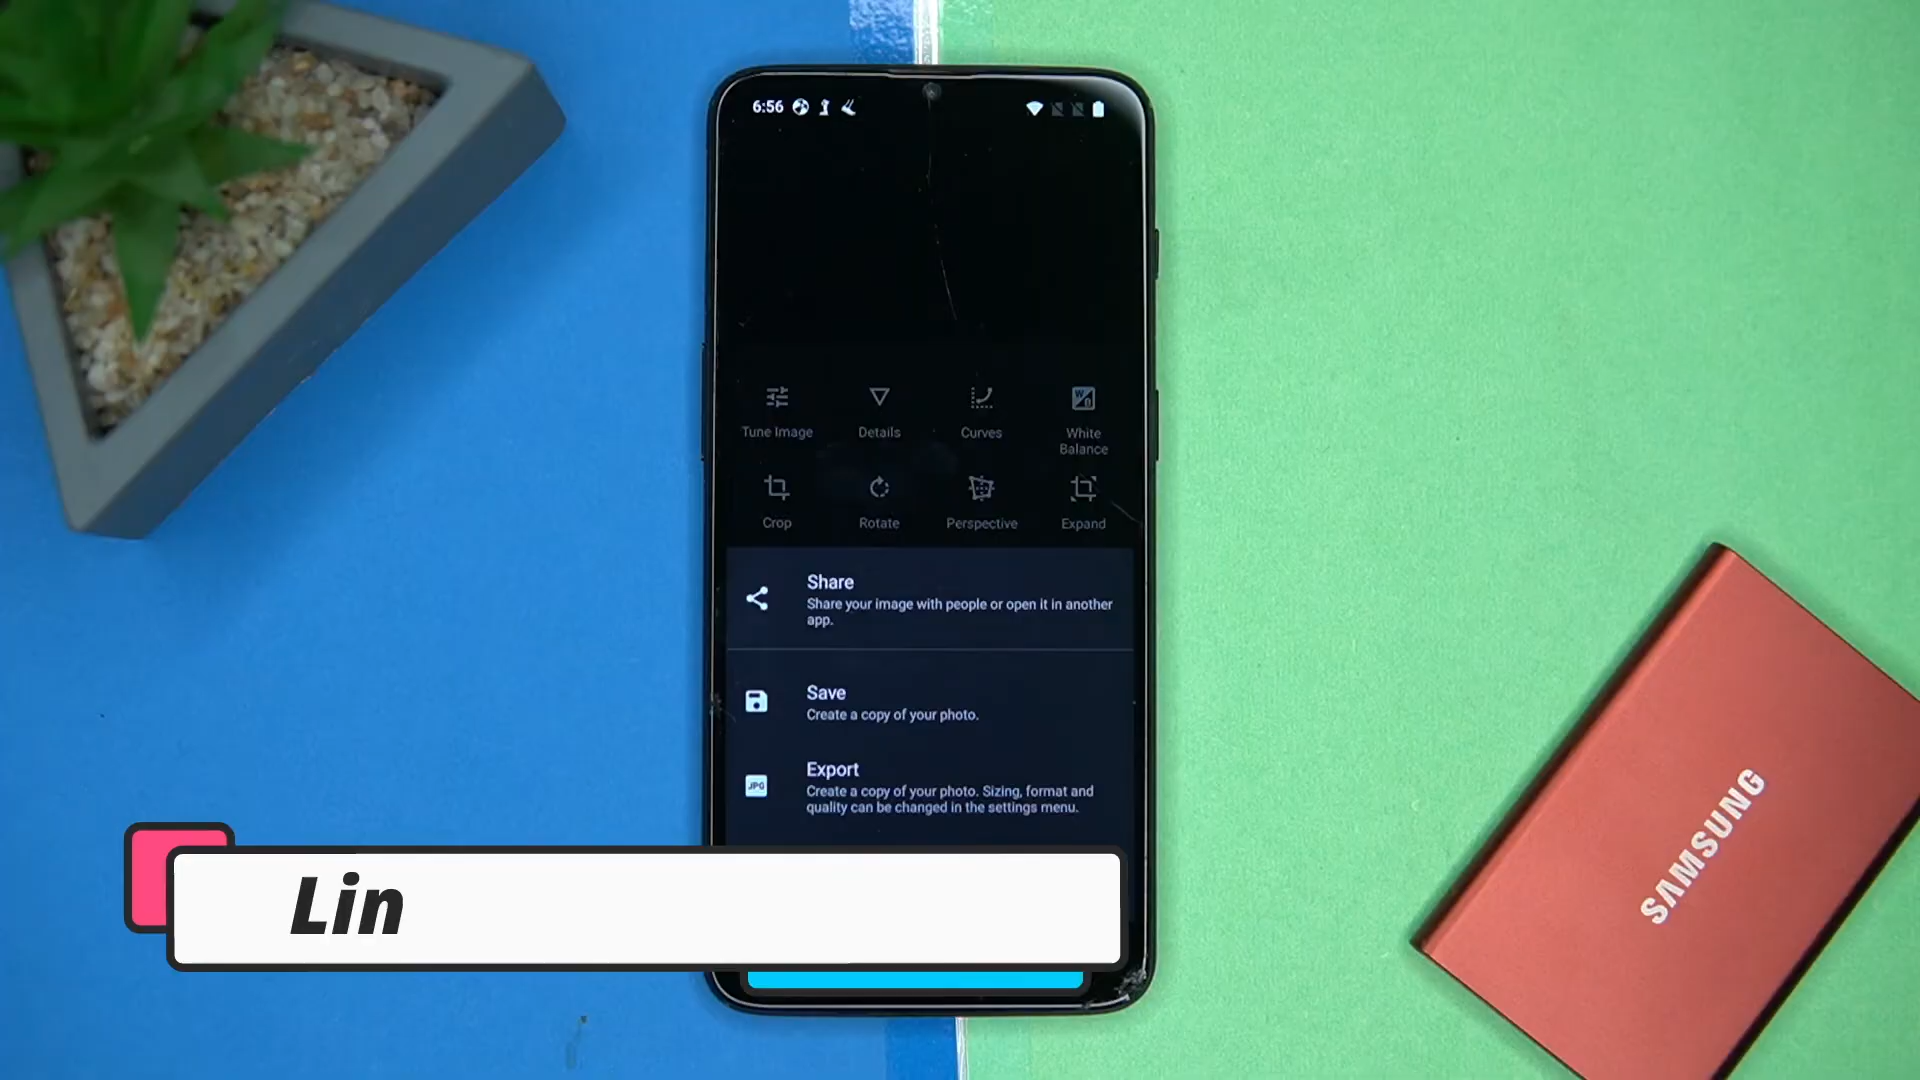 6:56
Tune Image
Details
Curves
White
Balance
Crop
Rotate
Perspective
Expand
Share
Share your image with people or open it in another
app.
Save
Create a copy of your photo.
Export
JPG
Create a copy of your photo. Sizing, format and
quality can be changed in the settings menu.
Lin
SAMSUNG